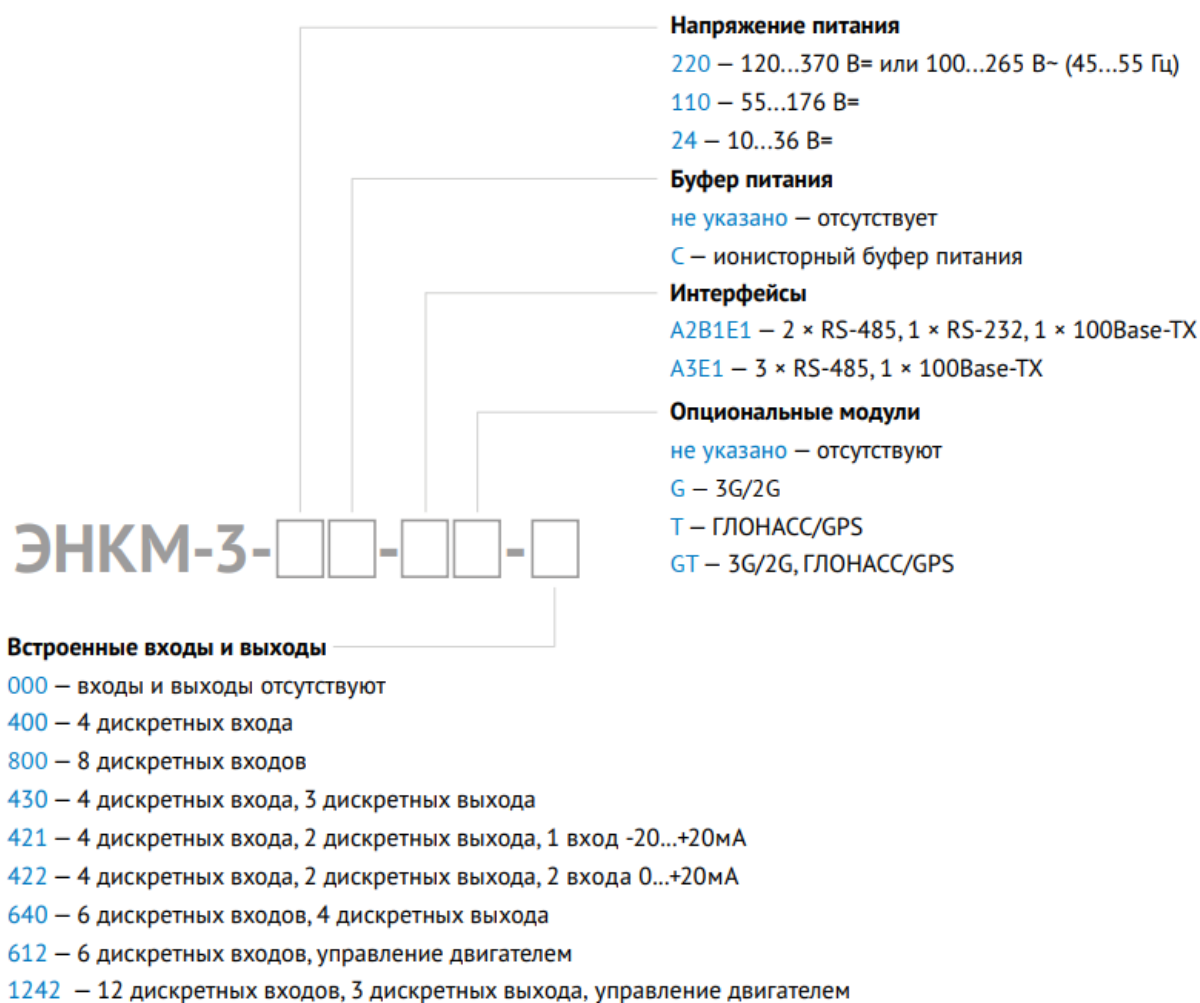 Напряжение питания
220 — 120...370 В= или 100...265 В~ (45...55 Гц)
110 — 55...176 В=
24 — 10...36 В=
Буфер питания
не указано — отсутствует
C — ионисторный буфер питания
Интерфейсы
A2B1E1 — 2 × RS-485, 1 × RS-232, 1 × 100Base-TX
A3E1 — 3 × RS-485, 1 × 100Base-TX
Опциональные модули
не указано — отсутствуют
G — 3G/2G
T — ГЛОНАСС/GPS
GT — 3G/2G, ГЛОНАСС/GPS
ЭНКМ-3-□□-□□-□
Встроенные входы и выходы
000 — входы и выходы отсутствуют
400 — 4 дискретных входа
800 — 8 дискретных входов
430 — 4 дискретных входа, 3 дискретных выхода
421 — 4 дискретных входа, 2 дискретных выхода, 1 вход -20...+20мА
422 — 4 дискретных входа, 2 дискретных выхода, 2 входа 0...+20мА
640 — 6 дискретных входов, 4 дискретных выхода
612 — 6 дискретных входов, управление двигателем
1242 — 12 дискретных входов, 3 дискретных выхода, управление двигателем